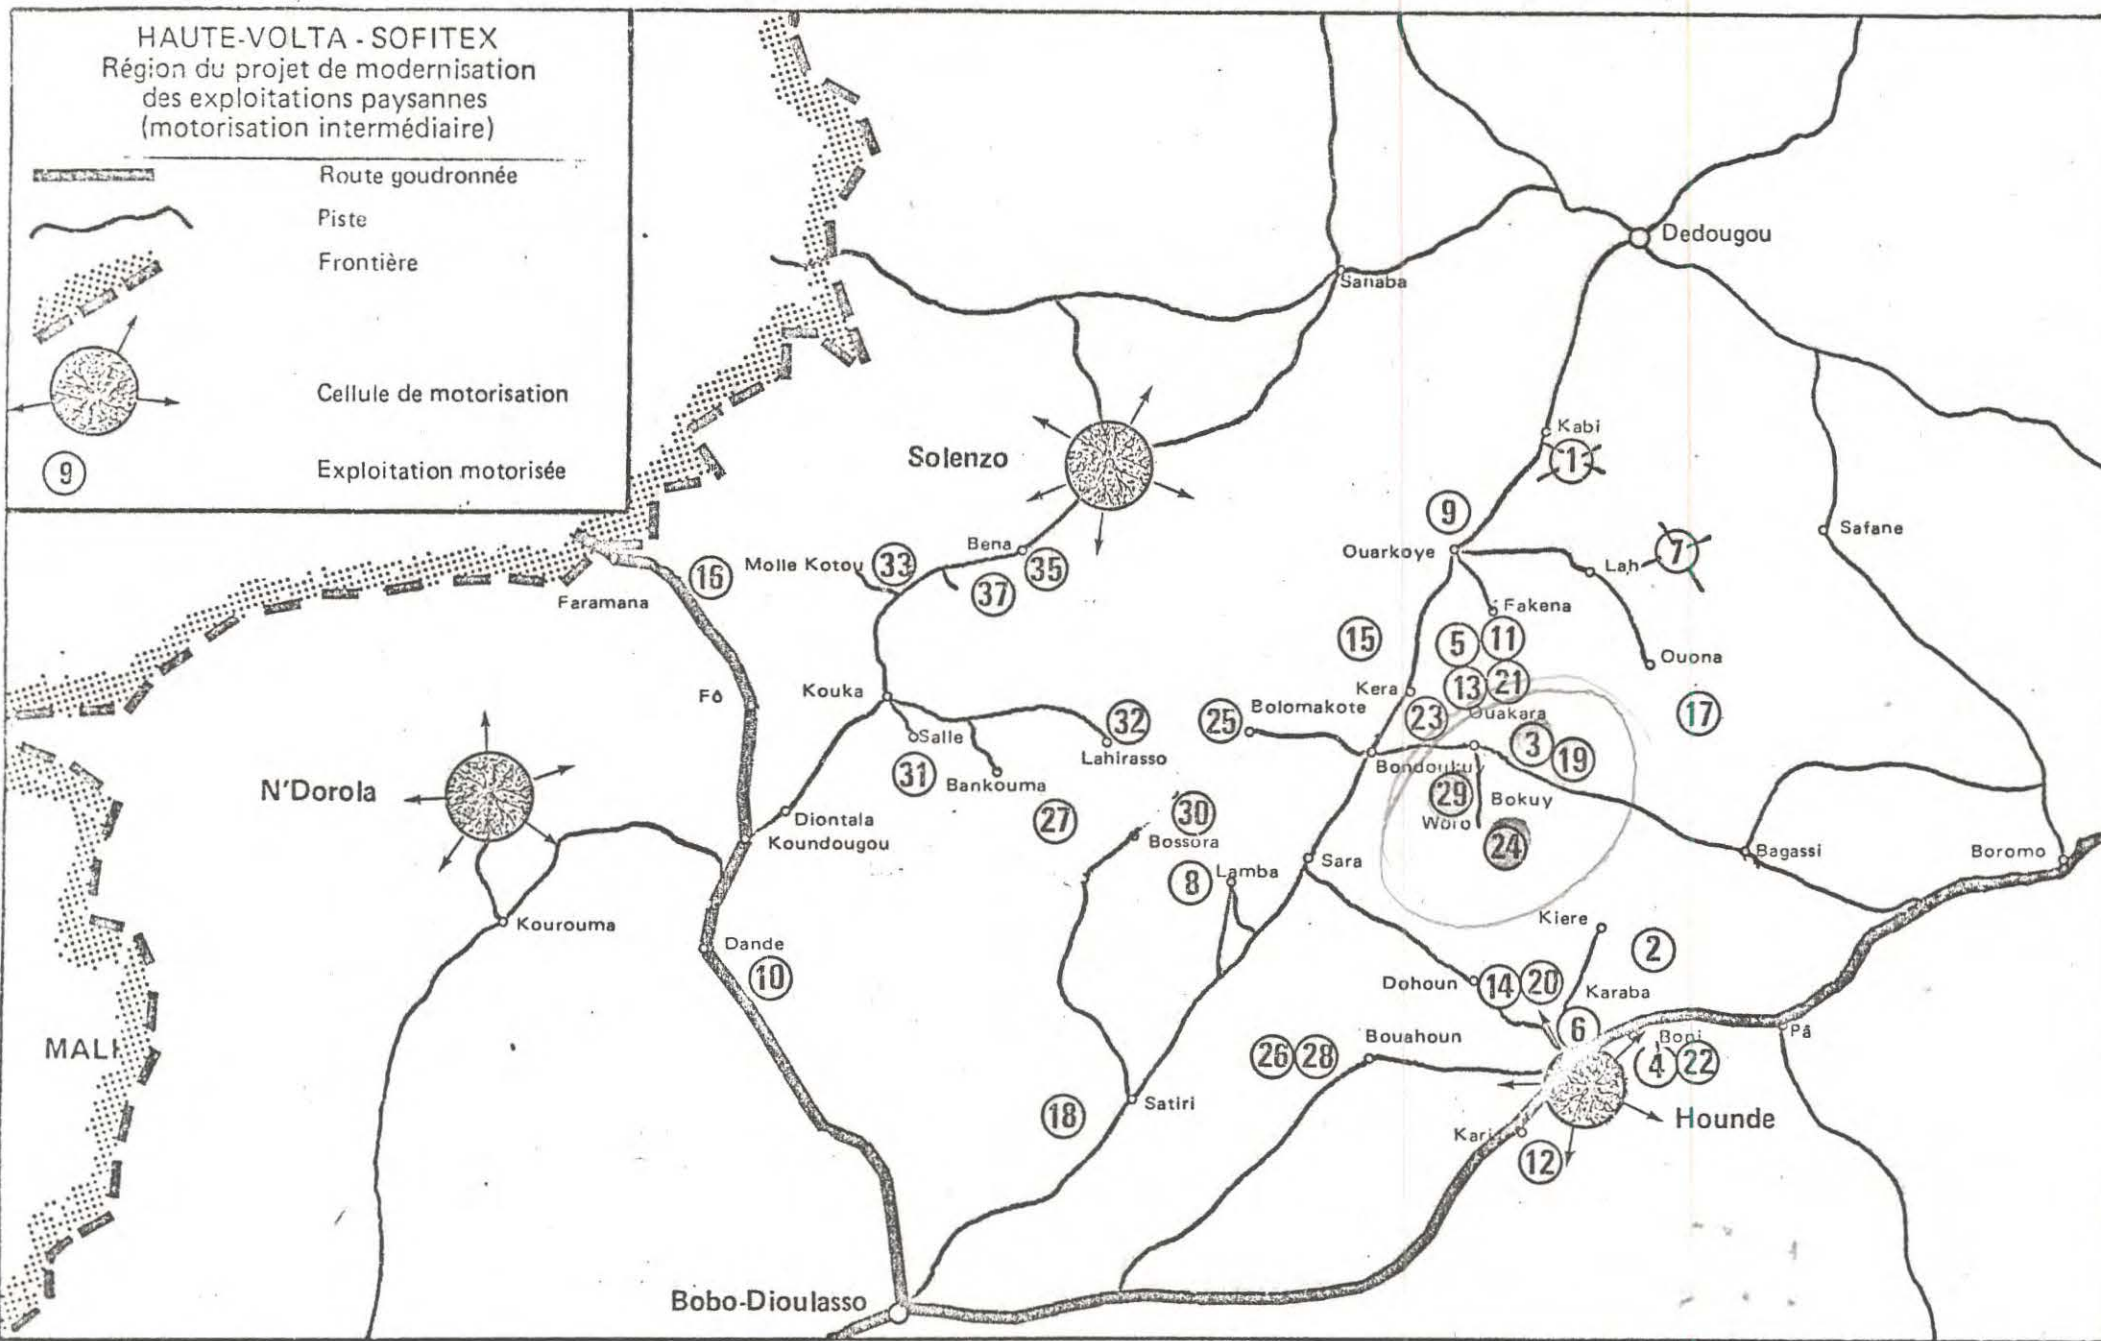 HAUTE-VOLTA - SOFITEX
Région du projet de modernisation
des exploitations paysannes
(motorisation intermédiaire)
Route goudronnée
Piste
Frontière
Cellule de motorisation
9
Exploitation motorisée
Dedougou
Sanaba
Kabi
1
Solenzo
9
Safane
Ouarkoye
Lah
7
Bena
35
Molle Kotou
33
37
16
Faramana
Fakena
15
5
11
Ouona
Kera
13
21
Fô
Kouka
25
Bolomakote
23
Ouakara
17
32
Salle
Lahirasso
3
19
Bondoukuy
31
Bankouma
N'Dorola
29
Bokuy
Woro
24
27
30
Bossora
Diontala
Koundougou
Sara
Bagassi
Boromo
8
Lamba
Kourouma
Kiere
2
Dande
10
Dohoun
14
20
Karaba
6
Pâ
MALI
Bouahoun
26
28
Boni
4
22
18
Satiri
Hounde
Kari
12
Bobo-Dioulasso